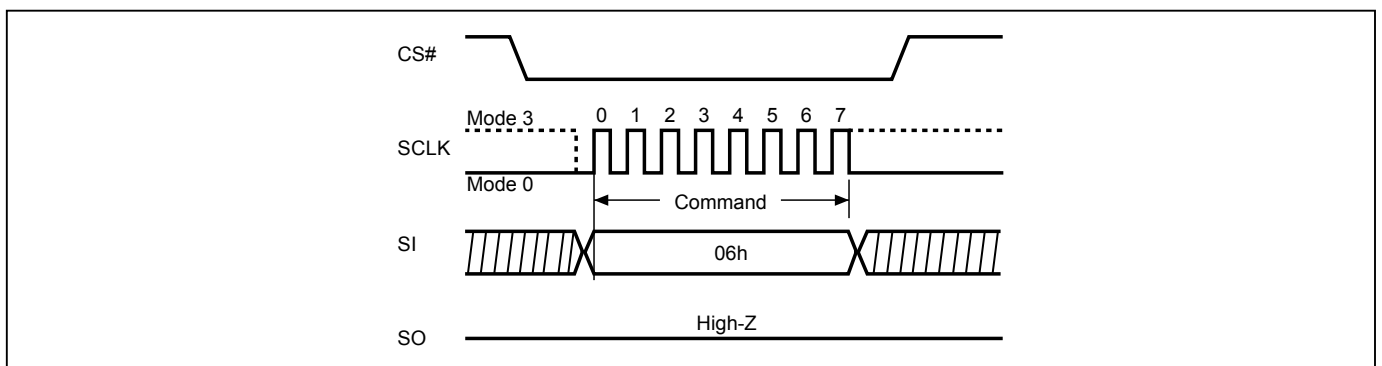 CS#
Mode 3
0 1 2 3 4 5 6 7
SCLK
Mode 0
Command
SI
06h
High-Z
SO